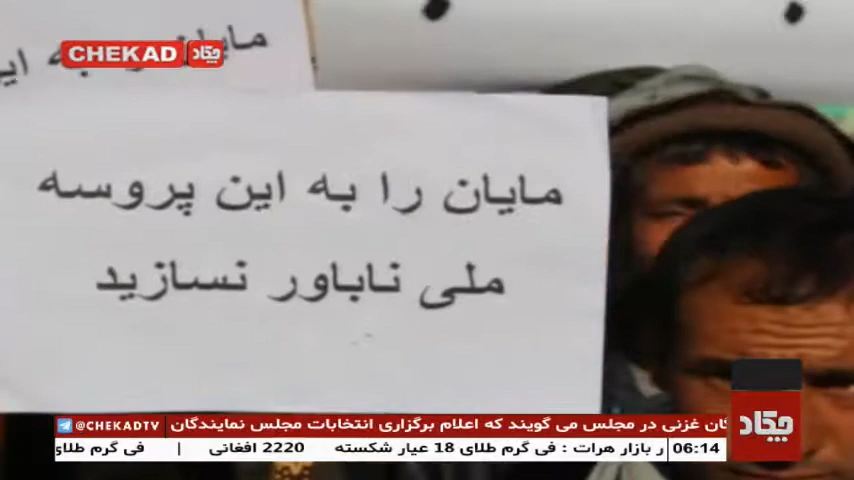 CHEKAD چکاد
مایان را به این پروسه
ملی ناباور نسازید
@CHEKADTV
غزنی در مجلس می گویند که اعلام برگزاری انتخابات مجلس نمایندگان
06:14
ر بازار هرات : فی گرم طلای 18 عیار شکسته 2220 افغانی | فی گرم طلای
چکاد